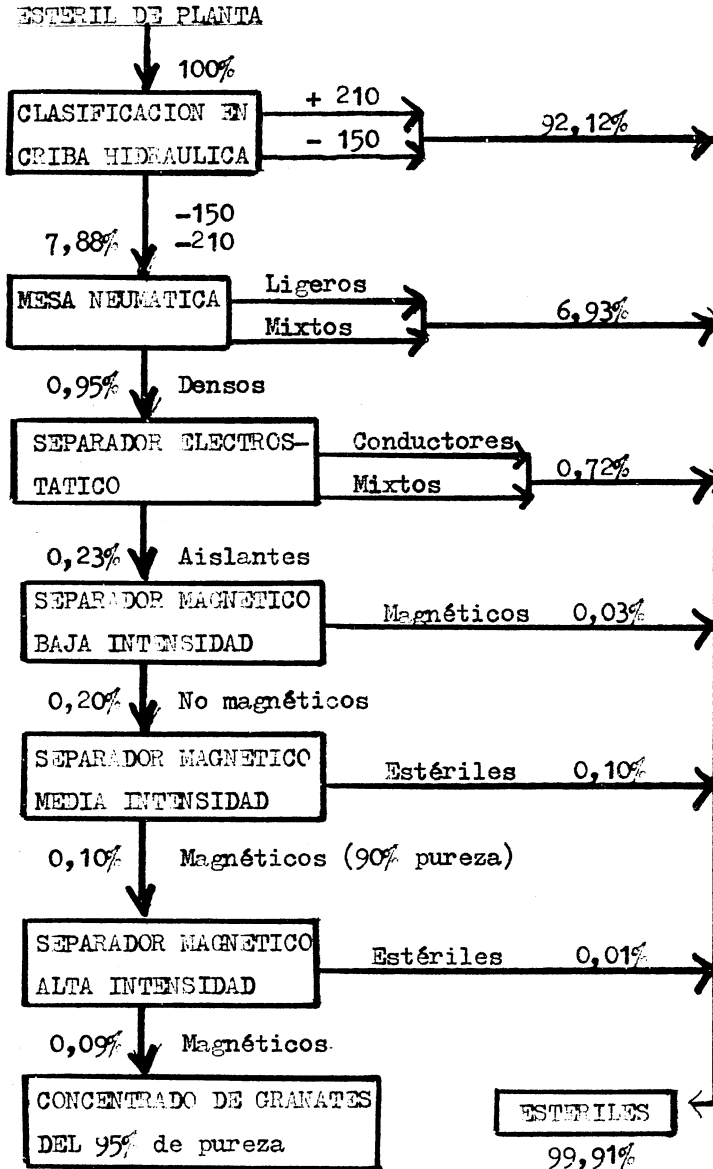 ESTERIL DE PLANTA
100%
CLASIFICACION EN
CRIBA HIDRAULICA
+ 210
- 150
92,12%
7,88%
-150
-210
MESA NEUMATICA
Ligeros
Mixtos
6,93%
0,95% Densos
SEPARADOR ELECTROS-
TATICO
Conductores
Mixtos
0,72%
0,23% Aislantes
SEPARADOR MAGNETICO
BAJA INTENSIDAD
Magnéticos 0,03%
0,20% No magnéticos
SEPARADOR MAGNETICO
MEDIA INTENSIDAD
Estériles 0,10%
0,10% Magnéticos (90% pureza)
SEPARADOR MAGNETICO
ALTA INTENSIDAD
Estériles 0,01%
0,09% Magnéticos
CONCENTRADO DE GRANATES
DEL 95% de pureza
ESTERILES
99,91%